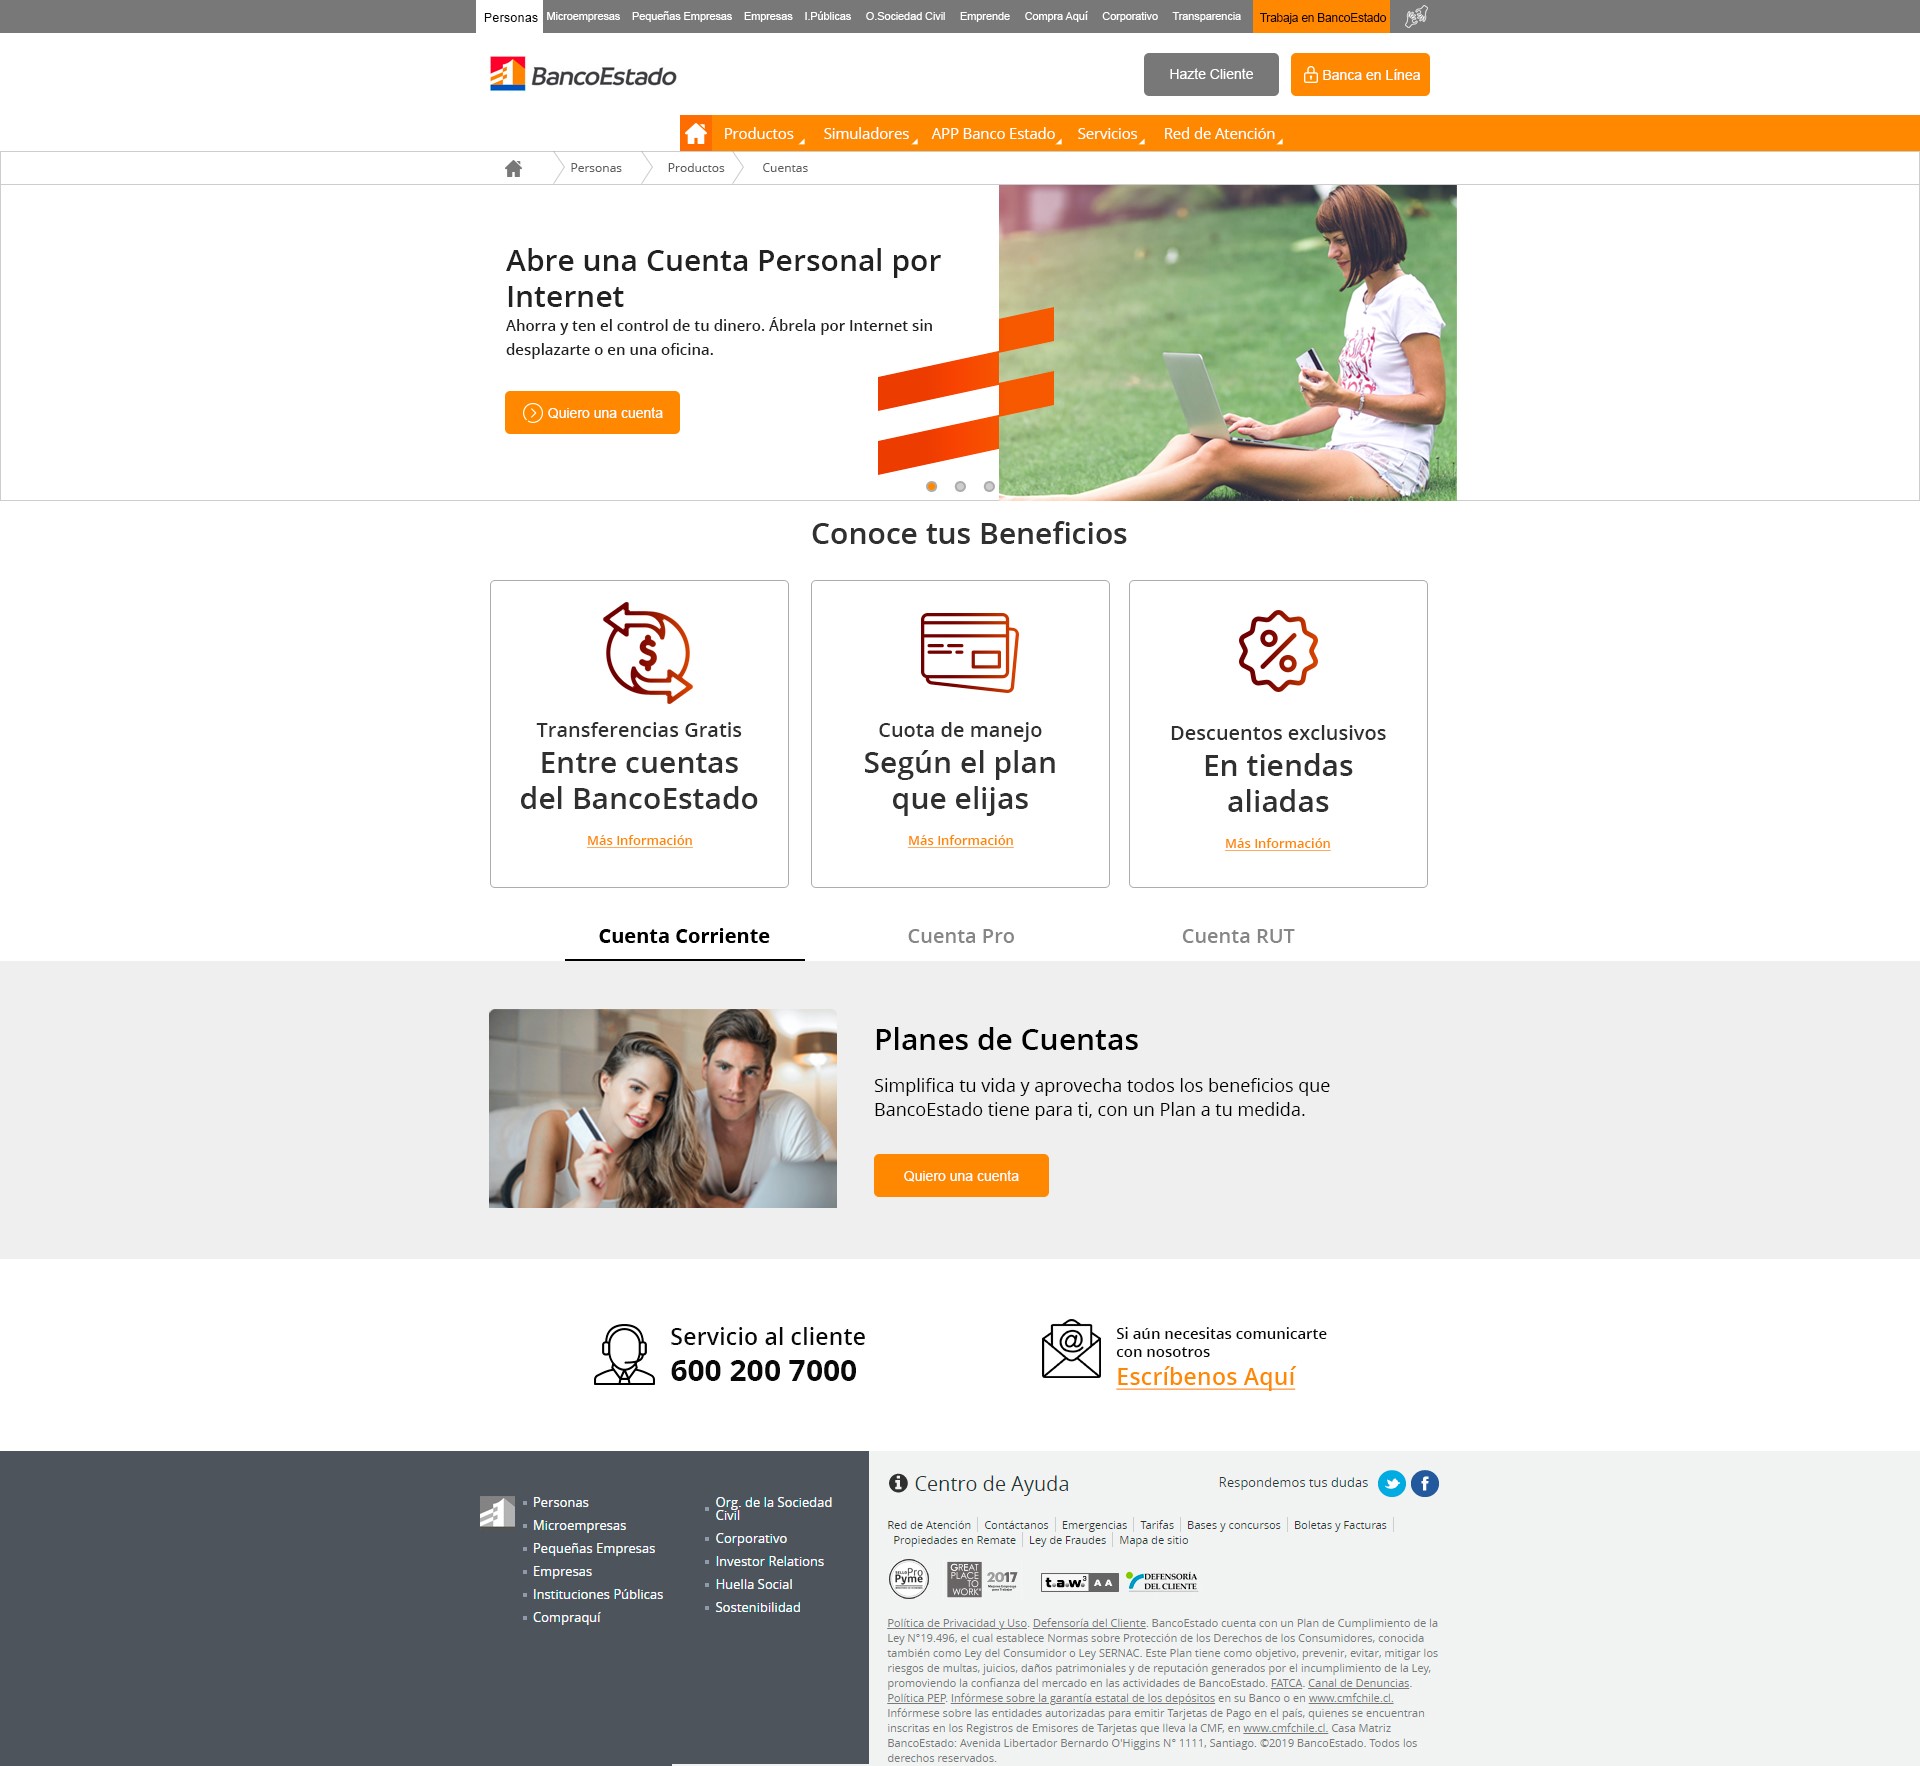 Personas Microempresas Pequeñas Empresas Empresas I.Públicas O.Sociedad Civil Emprende Compra Aquí Corporativo Transparencia Trabaja en BancoEstado
BancoEstado
Hazte Cliente
Banca en Línea
Productos Simuladores APP Banco Estado Servicios Red de Atención
Personas Productos Cuentas
Abre una Cuenta Personal por
Internet
Ahorra y ten el control de tu dinero. Ábrela por Internet sin
desplazarte o en una oficina.
Quiero una cuenta
Conoce tus Beneficios
Transferencias Gratis
Entre cuentas
del BancoEstado
Más Información
Cuota de manejo
Según el plan
que elijas
Más Información
Descuentos exclusivos
En tiendas
aliadas
Más Información
Cuenta Corriente Cuenta Pro Cuenta RUT
Planes de Cuentas
Simplifica tu vida y aprovecha todos los beneficios que
BancoEstado tiene para ti, con un Plan a tu medida.
Quiero una cuenta
Servicio al cliente
600 200 7000
Si aún necesitas comunicarte
con nosotros
Escríbenos Aquí
Personas
Microempresas
Pequeñas Empresas
Empresas
Instituciones Públicas
Compraquí
Org. de la Sociedad
Civil
Corporativo
Investor Relations
Huella Social
Sostenibilidad
Centro de Ayuda
Respondemos tus dudas
Red de Atención Contáctanos Emergencias Tarifas Bases y concursos Boletas y Facturas
Propiedades en Remate Ley de Fraudes Mapa de sitio
Pro
Pyme
GREAT
PLACE
TO
WORK
2017
t.a.w.3 AA
DEFENSORÍA
DEL CLIENTE
Política de Privacidad y Uso. Defensoría del Cliente. BancoEstado cuenta con un Plan de Cumplimiento de la
Ley N°19.496, el cual establece Normas sobre Protección de los Derechos de los Consumidores, conocida
también como Ley del Consumidor o Ley SERNAC. Este Plan tiene como objetivo, prevenir, evitar, mitigar los
riesgos de multas, juicios, daños patrimoniales y de reputación generados por el incumplimiento de la Ley,
promoviendo la confianza del mercado en las actividades de BancoEstado. FATCA. Canal de Denuncias.
Política PEP. Infórmese sobre la garantía estatal de los depósitos en su Banco o en www.cmfchile.cl.
Infórmese sobre las entidades autorizadas para emitir Tarjetas de Pago en el país, quienes se encuentran
inscritas en los Registros de Emisores de Tarjetas que lleva la CMF, en www.cmfchile.cl. Casa Matriz
BancoEstado: Avenida Libertador Bernardo O'Higgins N° 1111, Santiago. ©2019 BancoEstado. Todos los
derechos reservados.